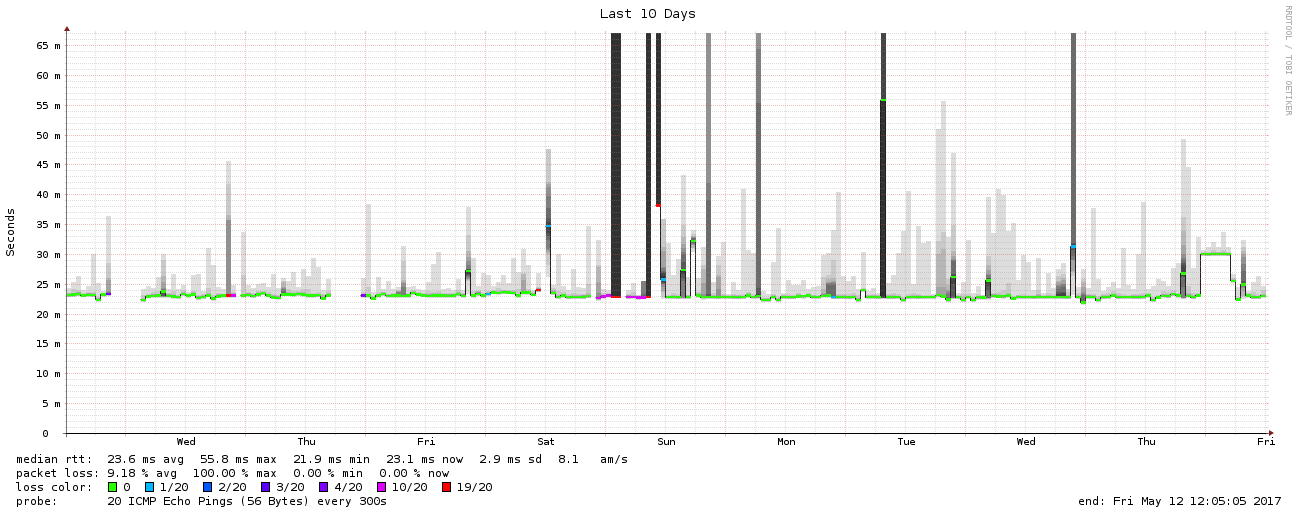 Last 10 Days
RRDTOOL / TOBI OETIKER
Seconds
65 m
60 m
55 m
50 m
45 m
40 m
35 m
30 m
25 m
20 m
15 m
10 m
5 m
0
Wed Thu Fri Sat Sun Mon Tue Wed Thu Fri
median rtt: 23.6 ms avg 55.8 ms max 21.9 ms min 23.1 ms now 2.9 ms sd 8.1 am/s
packet loss: 9.18 % avg 100.00 % max 0.00 % min 0.00 % now
loss color: 0 1/20 2/20 3/20 4/20 10/20 19/20
probe: 20 ICMP Echo Pings (56 Bytes) every 300s
end: Fri May 12 12:05:05 2017